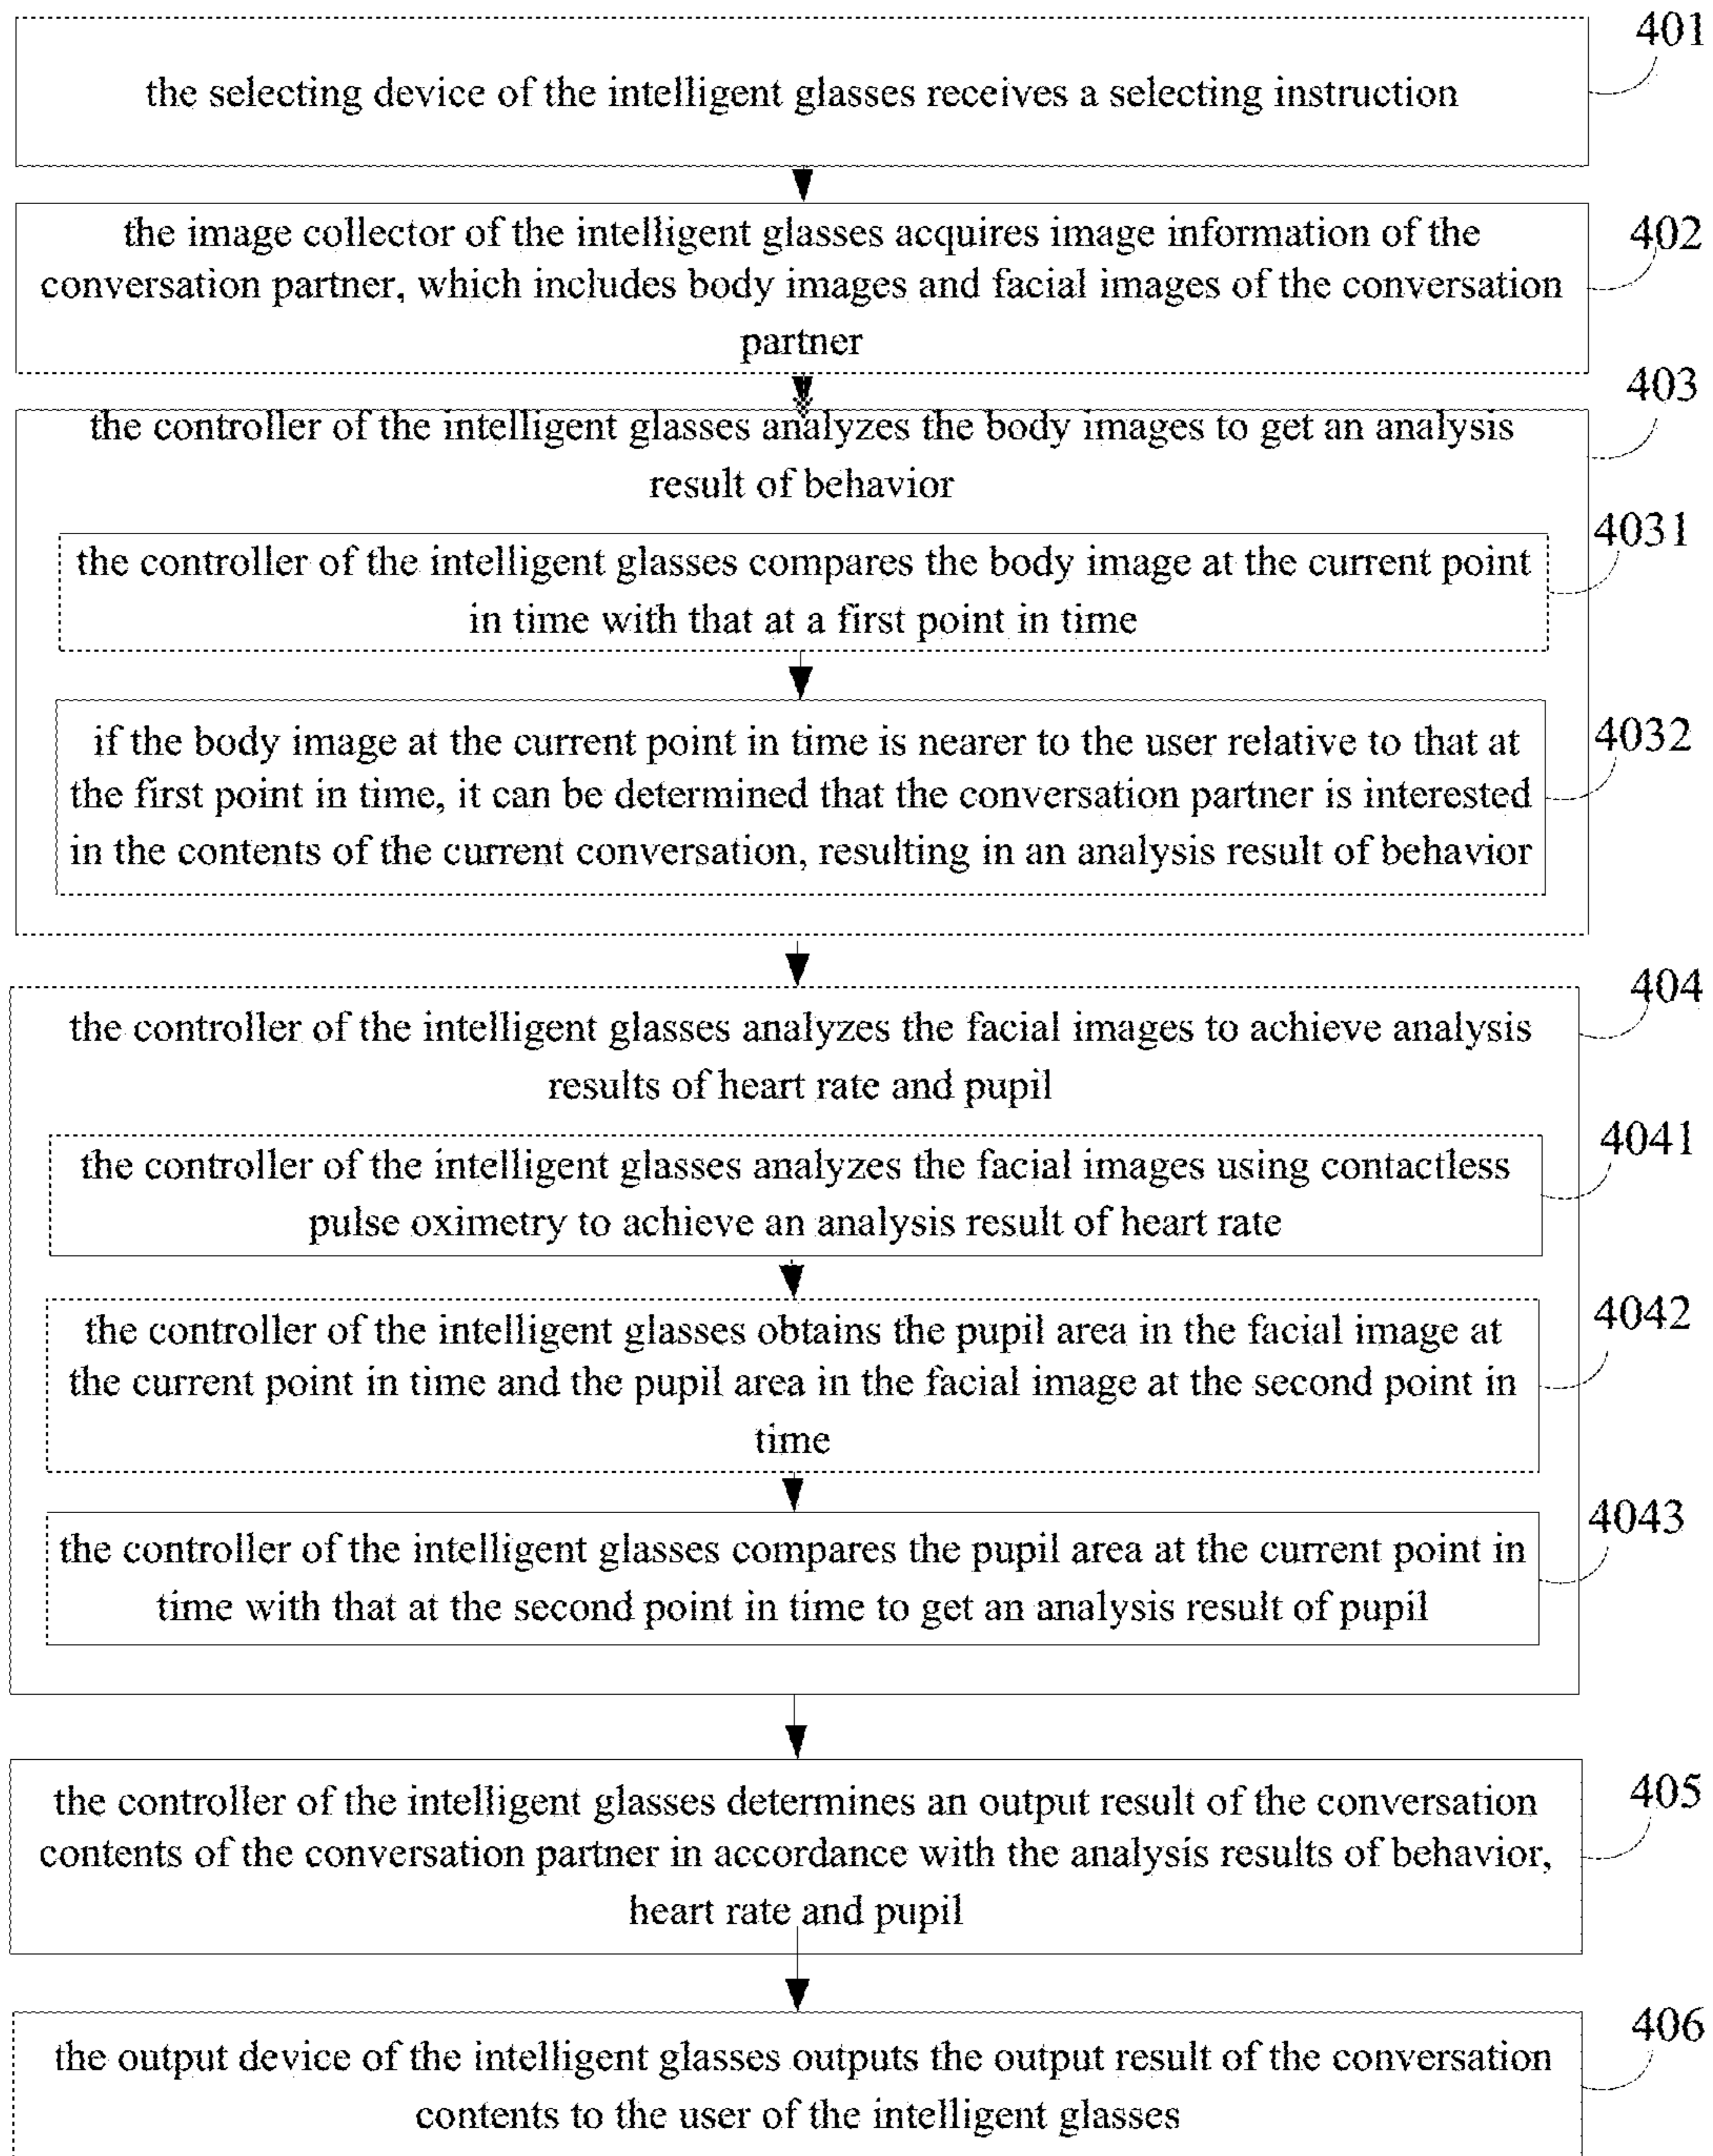 401
the selecting device of the intelligent glasses receives a selecting instruction
the image collector of the intelligent glasses acquires image information of the
402
conversation partner, which includes body images and facial images of the conversation
partner
403
the controller of the intelligent glasses analyzes the body images to get an analysis
result of behavior
4031
the controller of the intelligent glasses compares the body image at the current point
in time with that at a first point in time
4032
if the body image at the current point in time is nearer to the user relative to that at
the first point in time, it can be determined that the conversation partner is interested
in the contents of the current conversation, resulting in an analysis result of behavior
404
the controller of the intelligent glasses analyzes the facial images to achieve analysis
results of heart rate and pupil
4041
the controller of the intelligent glasses analyzes the facial images using contactless
pulse oximetry to achieve an analysis result of heart rate
4042
the controller of the intelligent glasses obtains the pupil area in the facial image at
the current point in time and the pupil area in the facial image at the second point in
time
4043
the controller of the intelligent glasses compares the pupil area at the current point in
time with that at the second point in time to get an analysis result of pupil
405
the controller of the intelligent glasses determines an output result of the conversation
contents of the conversation partner in accordance with the analysis results of behavior,
heart rate and pupil
406
the output device of the intelligent glasses outputs the output result of the conversation
contents to the user of the intelligent glasses